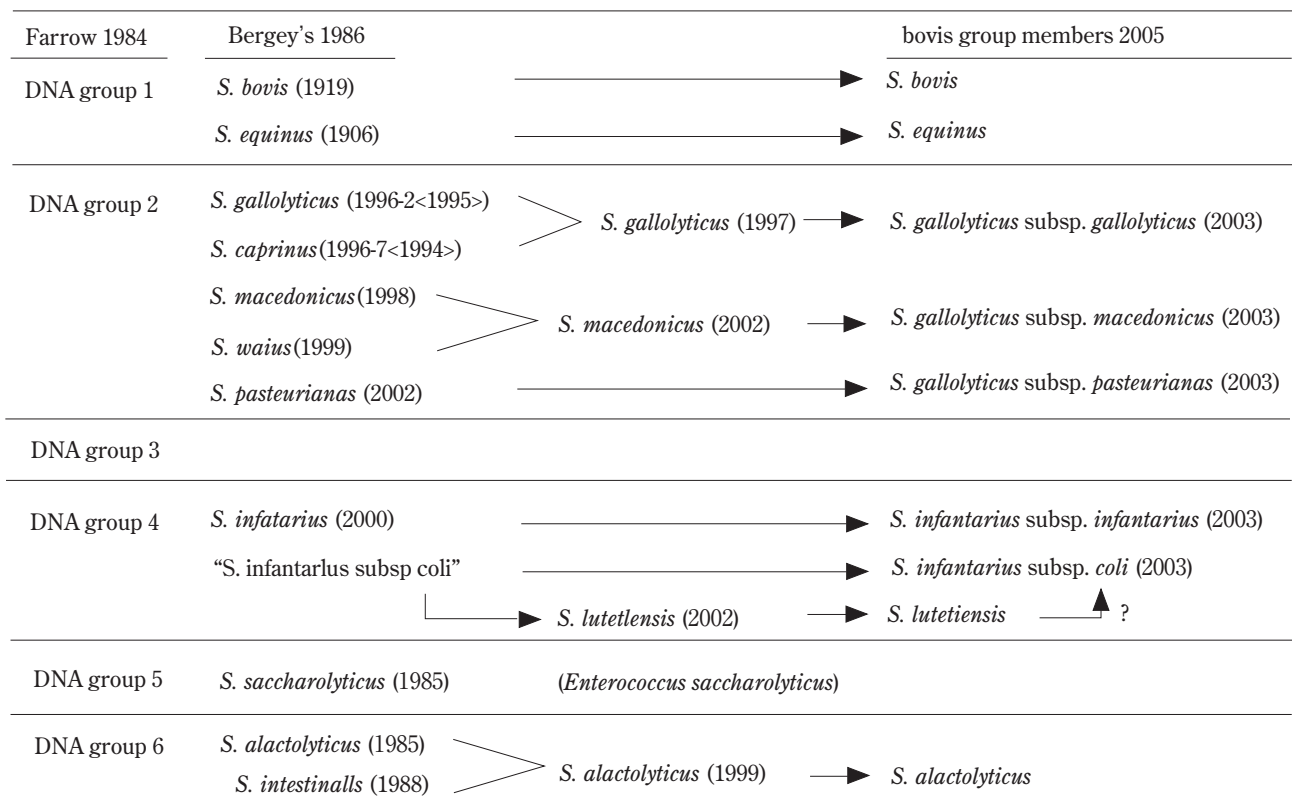 Farrow 1984 Bergey's 1986 bovis group members 2005
DNA group 1 S. bovis (1919) S. bovis
S. equinus (1906) S. equinus
DNA group 2 S. gallolyticus (1996-2<1995>) S. gallolyticus (1997) S. gallolyticus subsp. gallolyticus (2003)
S. caprinus(1996-7<1994>)
S. macedonicus(1998) S. macedonicus (2002) S. gallolyticus subsp. macedonicus (2003)
S. waius(1999)
S. pasteurianas (2002) S. gallolyticus subsp. pasteurianas (2003)
DNA group 3
DNA group 4 S. infatarius (2000) S. infantarius subsp. infantarius (2003)
“S. infantarlus subsp coli” S. infantarius subsp. coli (2003)
S. lutetlensis (2002) S. lutetiensis ?
DNA group 5 S. saccharolyticus (1985) (Enterococcus saccharolyticus)
DNA group 6 S. alactolyticus (1985) S. alactolyticus (1999) S. alactolyticus
S. intestinalls (1988)